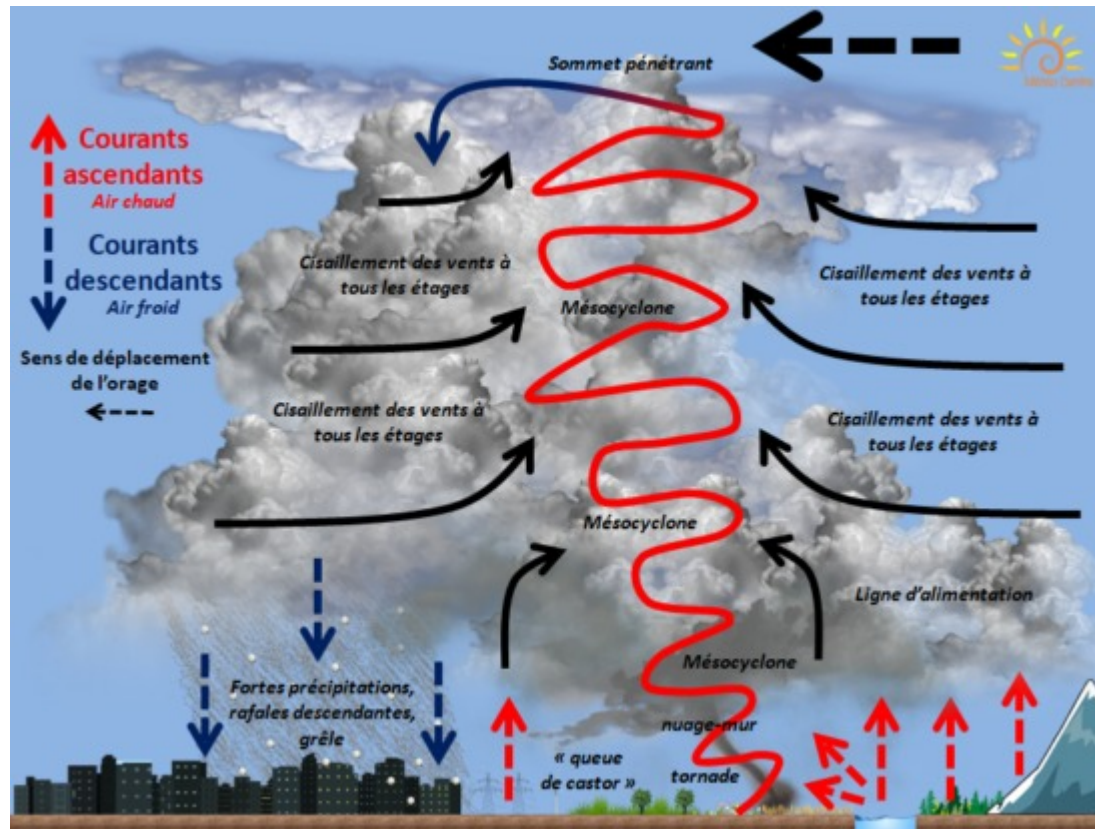 Sommet pénétrant
Courants
ascendants
Air chaud
Courants
descendants
Air froid
Sens de déplacement
de l'orage
Cisaillement des vents à
tous les étages
Mésocyclone
Cisaillement des vents à
tous les étages
Cisaillement des vents à
tous les étages
Cisaillement des vents à
tous les étages
Mésocyclone
Ligne d'alimentation
Mésocyclone
Fortes précipitations,
rafales descendantes,
grêle
nuage-mur
« queue
de castor »
tornade